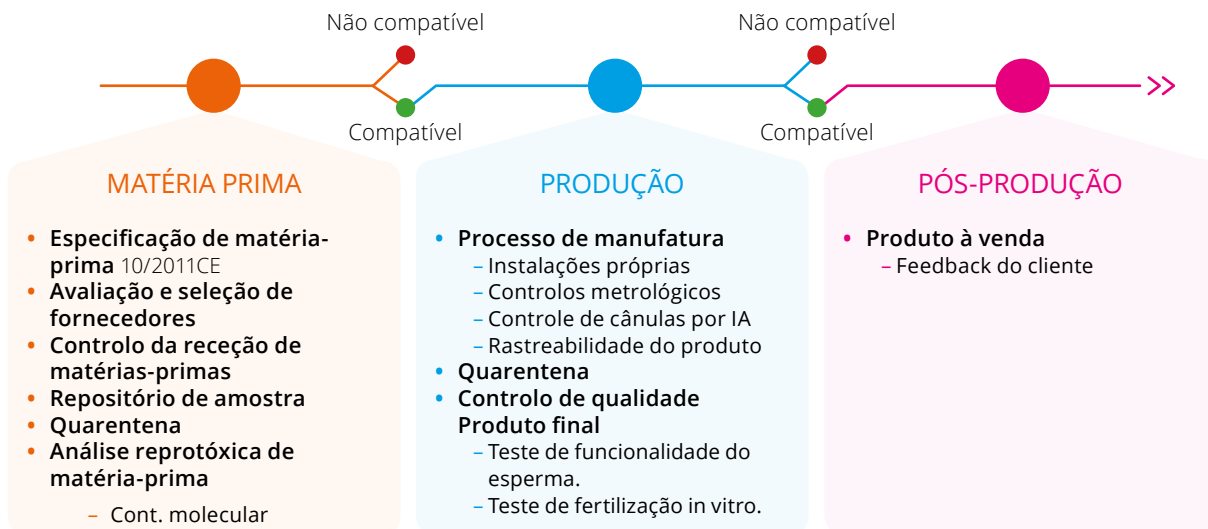 Não compatível
Não compatível
Compatível
Compatível
MATÉRIA PRIMA
• Especificação de matéria-
prima 10/2011CE
• Avaliação e seleção de
fornecedores
• Controlo da receção de
matérias-primas
• Repositório de amostra
• Quarentena
• Análise reprotóxica de
matéria-prima
– Cont. molecular
PRODUÇÃO
• Processo de manufatura
– Instalações próprias
– Controlos metrológicos
– Controle de cânulas por IA
– Rastreabilidade do produto
• Quarentena
• Controlo de qualidade
Produto final
– Teste de funcionalidade do
esperma.
– Teste de fertilização in vitro.
PÓS-PRODUÇÃO
• Produto à venda
– Feedback do cliente